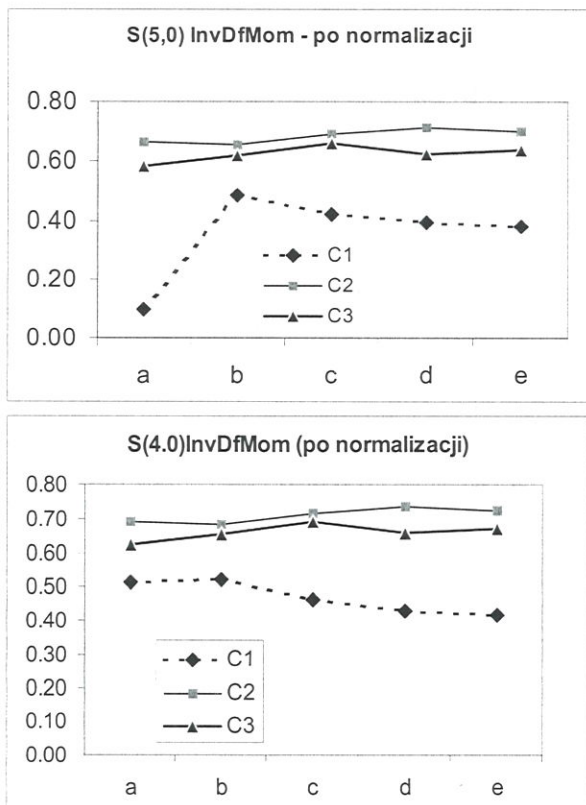 S(5,0) InvDfMom - po normalizacji
0.80
0.60
0.40
0.20
0.00
C1
C2
C3
a b c d e
S(4.0)InvDfMom (po normalizacji)
0.80
0.70
0.60
0.50
0.40
0.30
0.20
0.10
0.00
C1
C2
C3
a b c d e